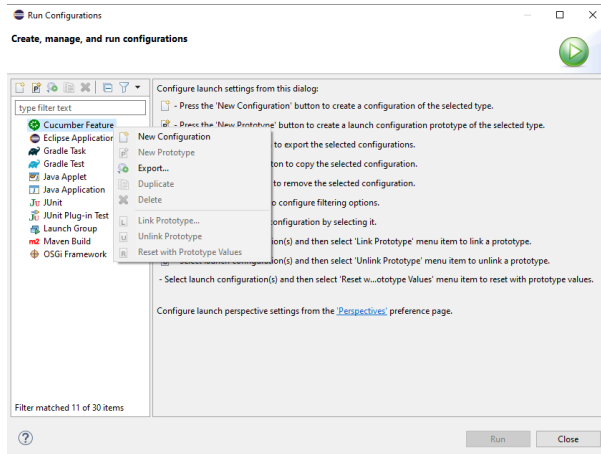 Run Configurations
Create, manage, and run configurations
type filter text
Cucumber Feature
Eclipse Application
Gradle Task
Gradle Test
Java Applet
Java Application
Ju JUnit
JUnit Plug-in Test
Launch Group
m2 Maven Build
OSGi Framework
Filter matched 11 of 30 items
New Configuration
New Prototype
Export...
Duplicate
Delete
Link Prototype...
Unlink Prototype
Reset with Prototype Values
Configure launch settings from this dialog:
- Press the 'New Configuration' button to create a configuration of the selected type.
- Press the 'New Prototype' button to create a launch configuration prototype of the selected type.
to export the selected configurations.
ton to copy the selected configuration.
to remove the selected configuration.
o configure filtering options.
onfiguration by selecting it.
ion(s) and then select 'Link Prototype' menu item to link a prototype.
- Select launch configuration(s) and then select 'Unlink Prototype' menu item to unlink a prototype.
- Select launch configuration(s) and then select 'Reset w...ototype Values' menu item to reset with prototype values.
Configure launch perspective settings from the 'Perspectives' preference page.
Run
Close